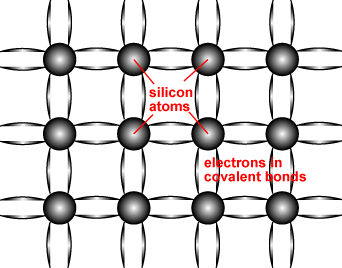 silicon
atoms
electrons in
covalent bonds